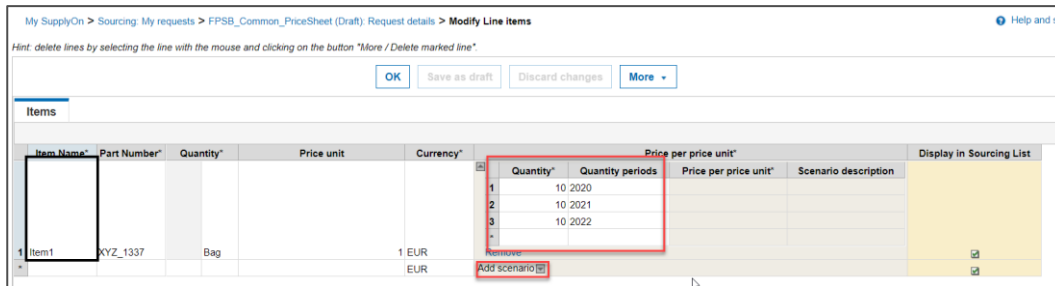 My SupplyOn > Sourcing: My requests > FPSB_Common_PriceSheet (Draft): Request details > Modify Line items
Help and s
Hint: delete lines by selecting the line with the mouse and clicking on the button "More / Delete marked line".
OK Save as draft Discard changes More
Items
Item Name* Part Number* Quantity* Price unit Currency* Price per price unit* Display in Sourcing List
Quantity* Quantity periods Price per price unit* Scenario description
1 10 2020
2 10 2021
3 10 2022
*
1 Item1 XYZ_1337 Bag 1 EUR Remove
* EUR Add scenario